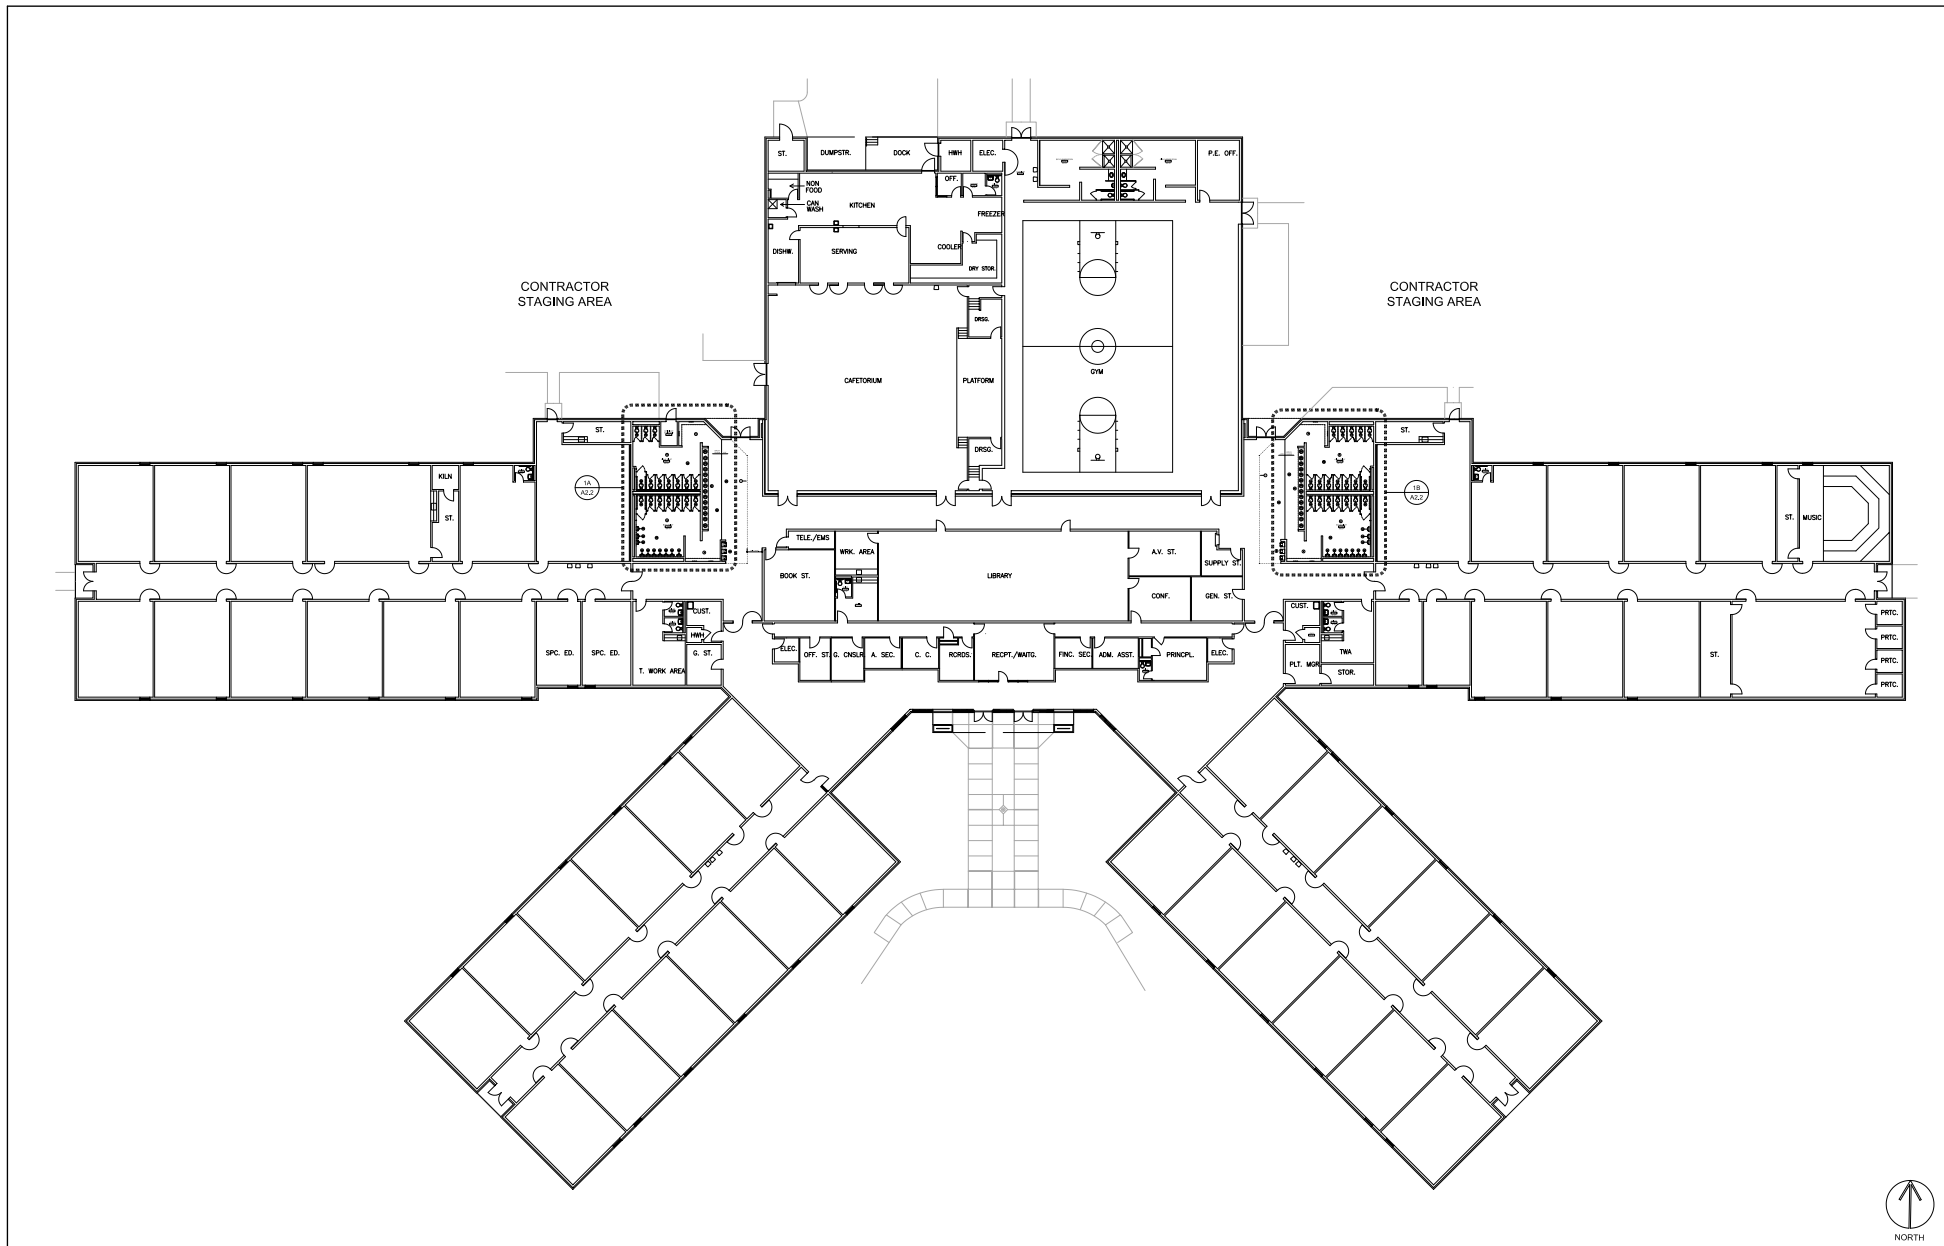 ST.
DUMPSTR.
DOCK
HWH
ELEC.
P.E. OFF.
NON
FOOD
OFF.
CAN
WASH
KITCHEN
FREEZER
DISHW.
SERVING
COOLER
DRY STOR.
CONTRACTOR
STAGING AREA
CONTRACTOR
STAGING AREA
DRSG.
GYM
CAFETORIUM
PLATFORM
ST.
ST.
DRSG.
KILN
1A
A2.2
1B
A2.2
ST.
ST.
MUSIC
TELE./EMS
WRK. AREA
A.V. ST.
SUPPLY ST.
BOOK ST.
LIBRARY
CONF.
GEN. ST.
CUST.
CUST.
PRTC.
HWH
PRTC.
SPC. ED.
SPC. ED.
G. ST.
ELEC.
OFF. ST.
G. CNSLR
A. SEC.
C. C.
RCRDS.
RECPT./WAITG.
FINC. SEC
ADM. ASST.
PRINCPL.
ELEC.
TWA
ST.
PRTC.
T. WORK AREA
PLT. MGR.
STOR.
PRTC.
NORTH